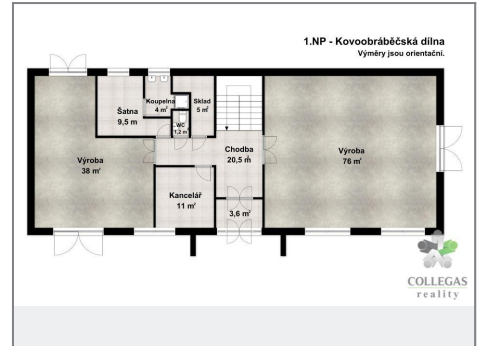 1.NP - Kovoobráběčská dílna
Výměry jsou orientační.
Šatna
9,5 m
Koupelna
4 m²
Sklad
5 m²
WC
1,2 m²
Výroba
38 m²
Chodba
20,5 m²
Výroba
76 m²
Kancelář
11 m²
3,6 m²
COLLEGAS
reality